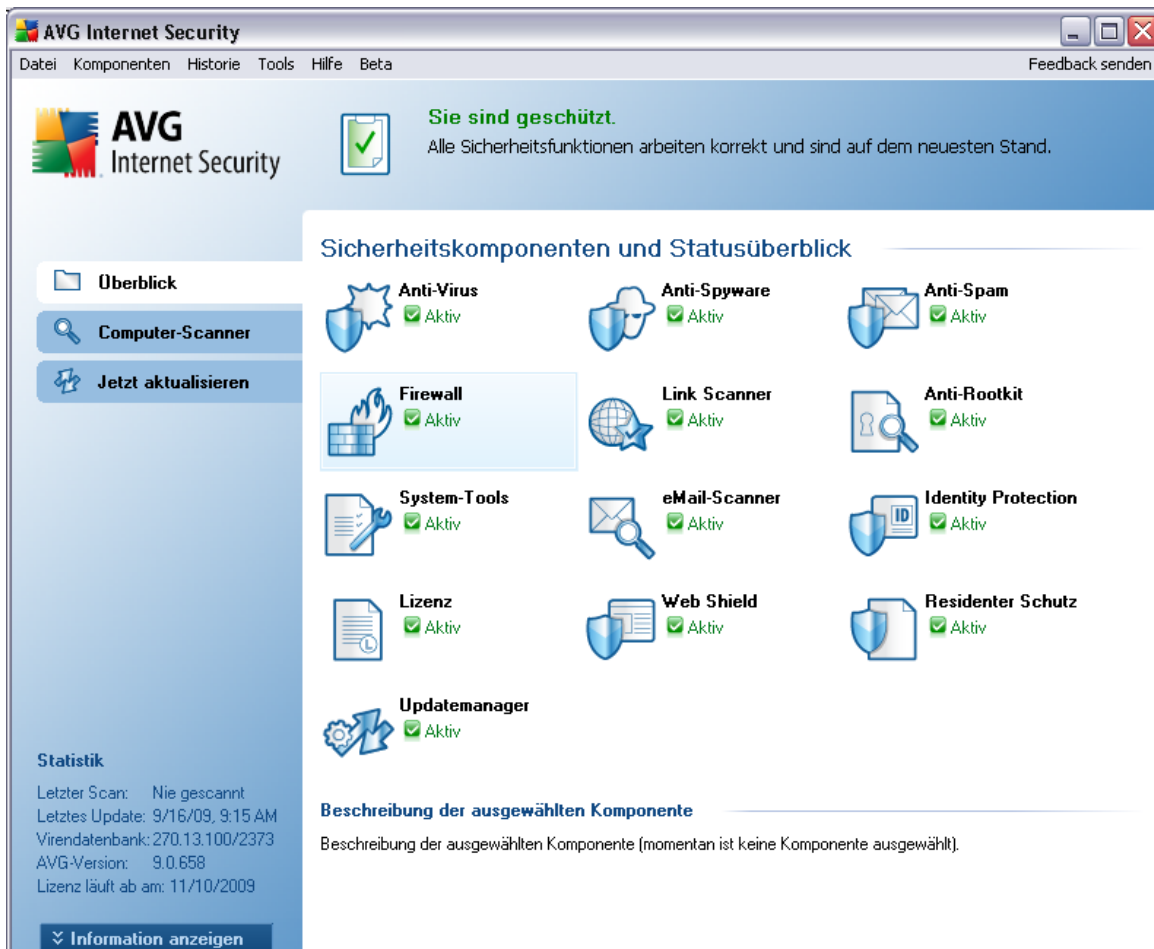 AVG Internet Security
Datei Komponenten Historie Tools Hilfe Beta Feedback senden
AVG
Internet Security
Sie sind geschützt.
Alle Sicherheitsfunktionen arbeiten korrekt und sind auf dem neuesten Stand.
Überblick
Computer-Scanner
Jetzt aktualisieren
Sicherheitskomponenten und Statusüberblick
Anti-Virus
Aktiv
Anti-Spyware
Aktiv
Anti-Spam
Aktiv
Firewall
Aktiv
Link Scanner
Aktiv
Anti-Rootkit
Aktiv
System-Tools
Aktiv
eMail-Scanner
Aktiv
ID
Identity Protection
Aktiv
L
Lizenz
Aktiv
Web Shield
Aktiv
Residenter Schutz
Aktiv
Updatemanager
Aktiv
Statistik
Letzter Scan: Nie gescannt
Letztes Update: 9/16/09, 9:15 AM
Virendatenbank: 270.13.100/2373
AVG-Version: 9.0.658
Lizenz läuft ab am: 11/10/2009
Information anzeigen
Beschreibung der ausgewählten Komponente
Beschreibung der ausgewählten Komponente (momentan ist keine Komponente ausgewählt).